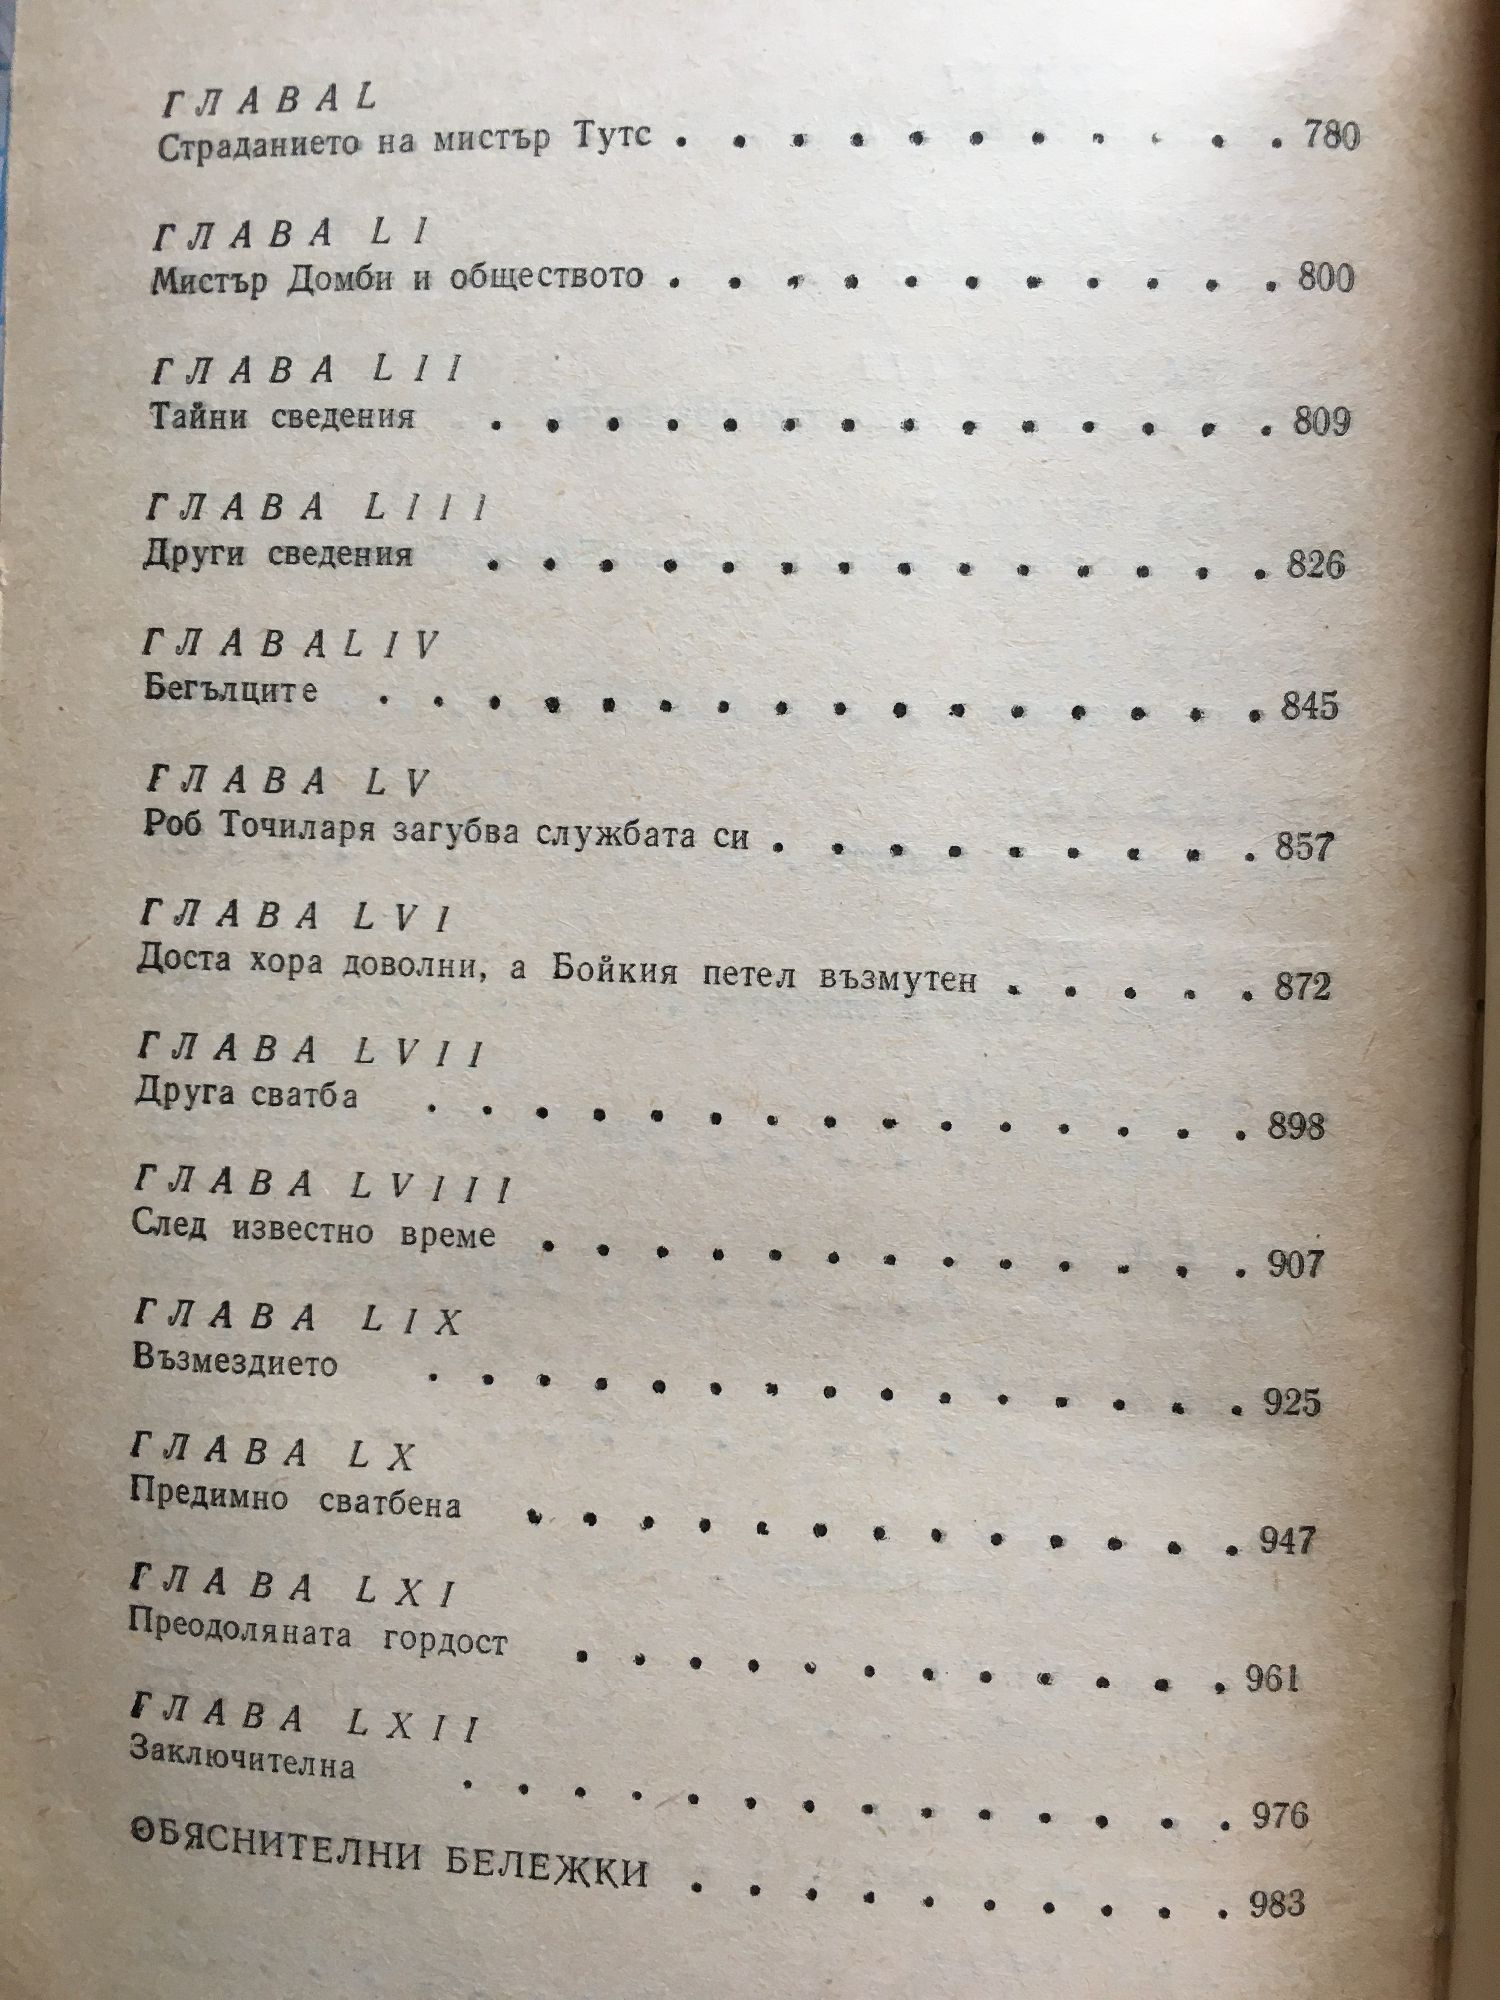 ГЛАВА L
Страданието на мистър Тутс . . . . . . . . . . . 780
ГЛАВА LI
Мистър Домби и обществото . . . . . . . . . . . 800
ГЛАВА LII
Тайни сведения . . . . . . . . . . . . . . 809
ГЛАВА LIII
Други сведения . . . . . . . . . . . . . . 826
ГЛАВА LIV
Бегълците . . . . . . . . . . . . . . . . 845
ГЛАВА LV
Роб Точиларя загубва службата си . . . . . . . . . 857
ГЛАВА LVI
Доста хора доволни, а Бойкия петел възмутен . . . . . 872
ГЛАВА LVII
Друга сватба . . . . . . . . . . . . . . . 898
ГЛАВА LVIII
След известно време . . . . . . . . . . . . . 907
ГЛАВА LIX
Възмездието . . . . . . . . . . . . . . . 925
ГЛАВА LX
Предимно сватбена . . . . . . . . . . . . . 947
ГЛАВА LXI
Преодоляната гордост . . . . . . . . . . . . 961
ГЛАВА LXII
Заключителна . . . . . . . . . . . . . . 976
ОБЯСНИТЕЛНИ БЕЛЕЖКИ . . . . . . . . . . 983